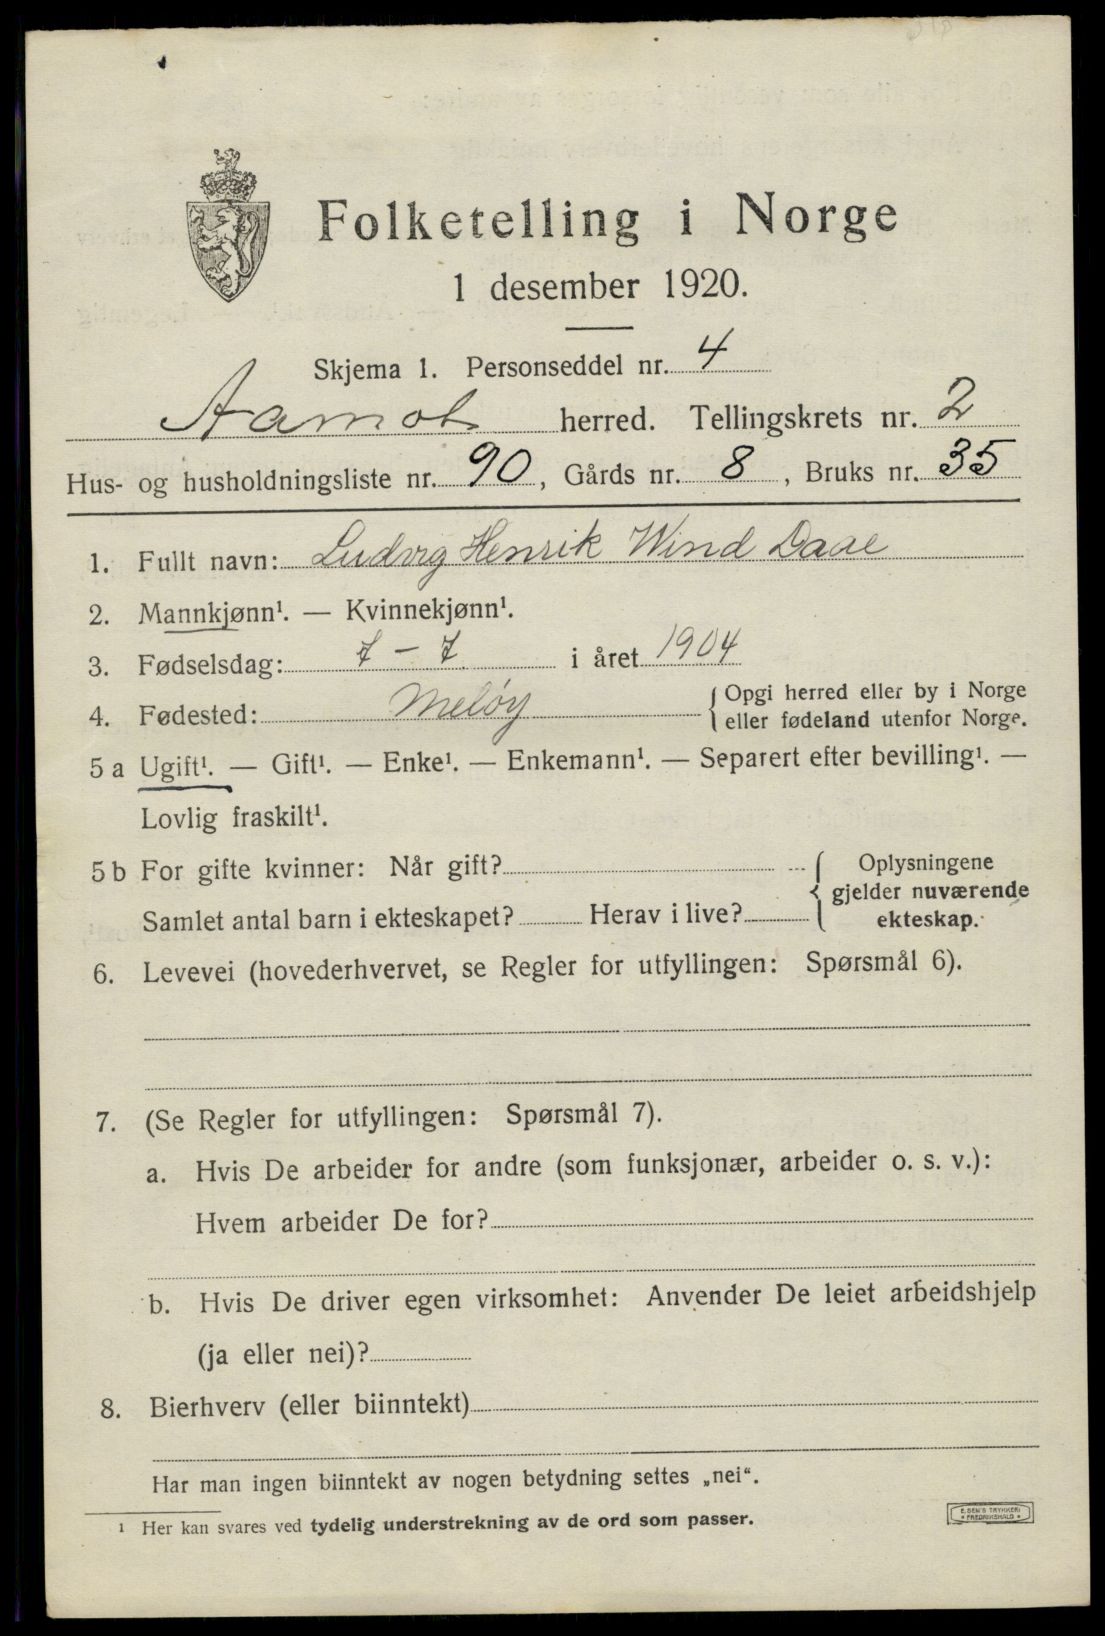 Folketelling i Norge
1 desember 1920.
Skjema 1. Personseddel nr. 4
Aamot herred. Tellingskrets nr. 2
Hus- og husholdningsliste nr. 90, Gårds nr. 8, Bruks nr. 35
1. Fullt navn: Ludvig Henrik Wind Daae
2. Mannkjønn¹. — Kvinnekjønn¹.
3. Fødselsdag: 7 – 7 i året 1904
4. Fødested: Meløy { Opgi herred eller by i Norge
eller fødeland utenfor Norge.
5 a Ugift¹. — Gift¹. — Enke¹. — Enkemann¹. — Separert efter bevilling¹. —
Lovlig fraskilt¹.
5 b For gifte kvinner: Når gift? { Oplysningene
gjelder nuværende
Samlet antal barn i ekteskapet? Herav i live? ekteskap.
6. Levevei (hovederhvervet, se Regler for utfyllingen: Spørsmål 6).
7. (Se Regler for utfyllingen: Spørsmål 7).
a. Hvis De arbeider for andre (som funksjonær, arbeider o. s. v.):
Hvem arbeider De for?
b. Hvis De driver egen virksomhet: Anvender De leiet arbeidshjelp
(ja eller nei)?
8. Bierhverv (eller biinntekt)
Har man ingen biinntekt av nogen betydning settes „nei“.
¹ Her kan svares ved tydelig understrekning av de ord som passer.
E. SEM'S TRYKKERI
• FREDRIKSHALD •